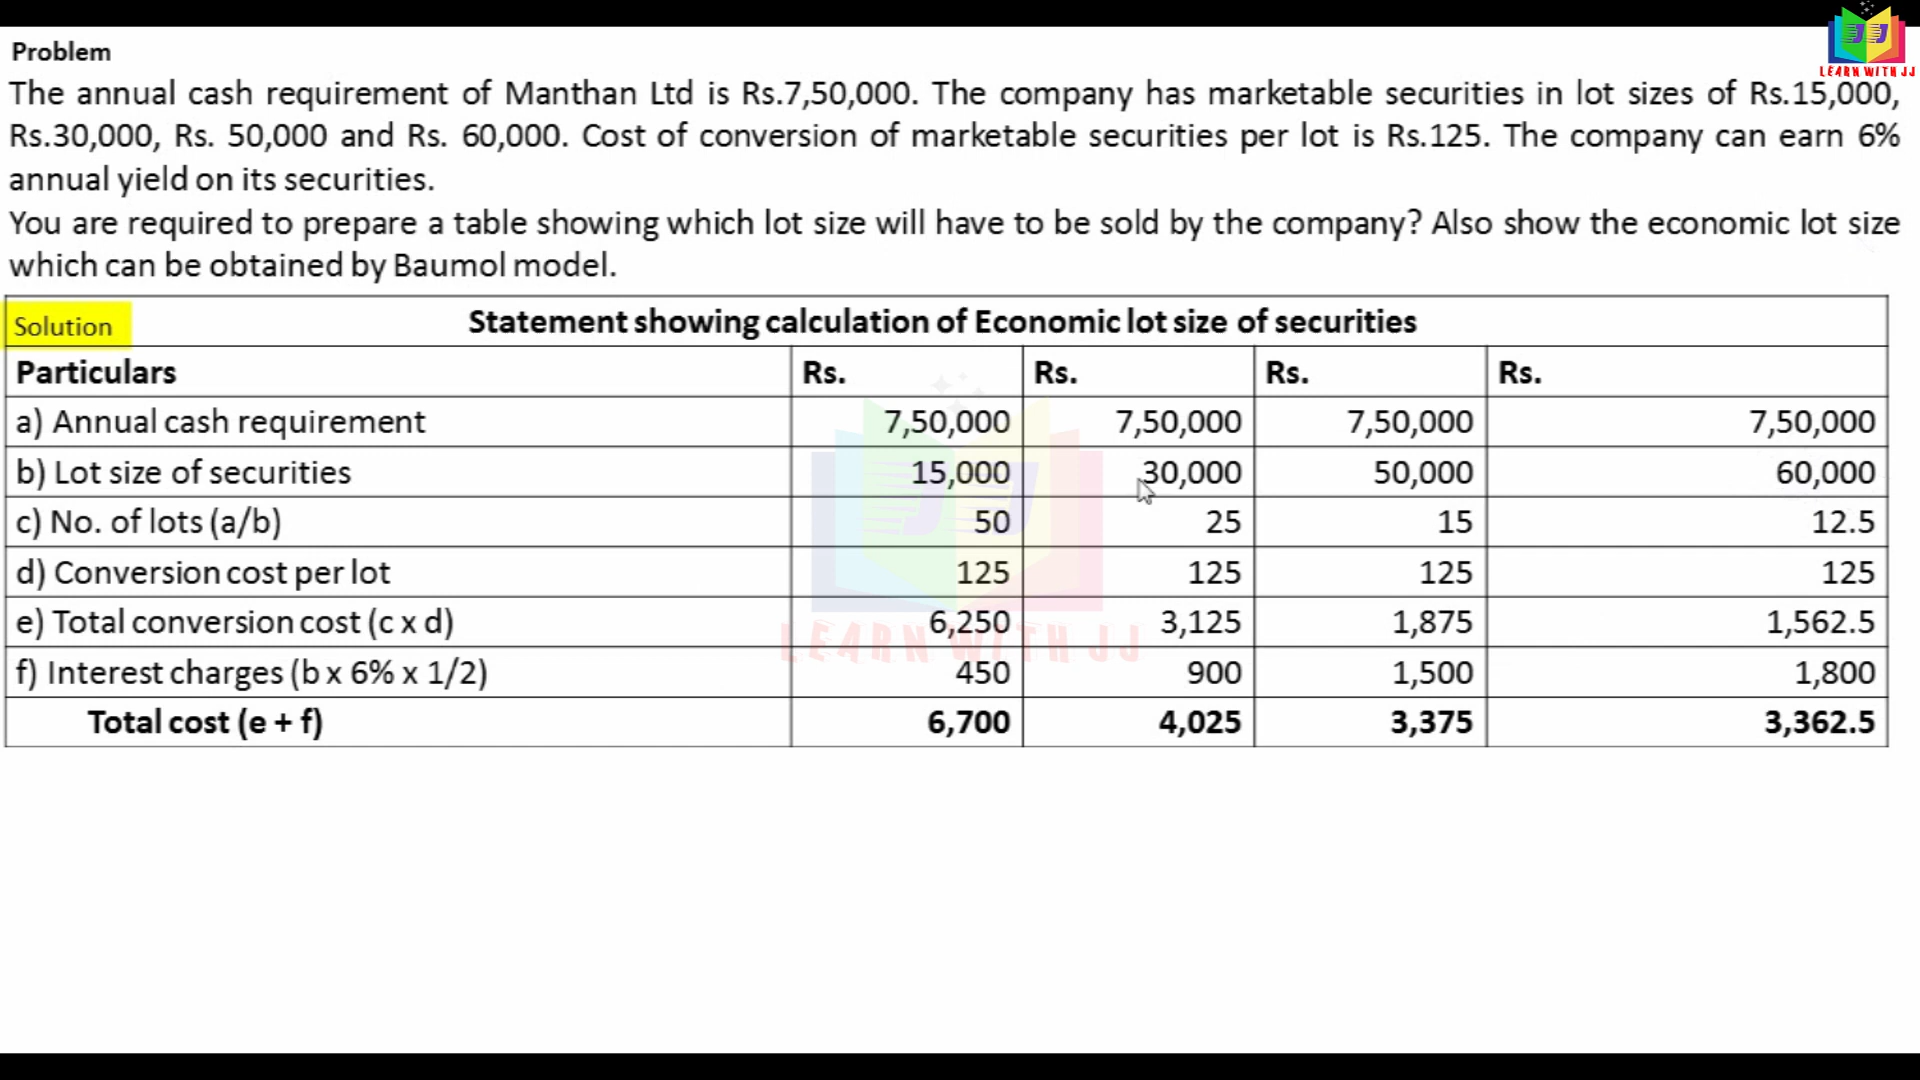 LEARN WITH JJ
Problem
The annual cash requirement of Manthan Ltd is Rs.7,50,000. The company has marketable securities in lot sizes of Rs.15,000,
Rs.30,000, Rs. 50,000 and Rs. 60,000. Cost of conversion of marketable securities per lot is Rs.125. The company can earn 6%
annual yield on its securities.
You are required to prepare a table showing which lot size will have to be sold by the company? Also show the economic lot size
which can be obtained by Baumol model.
Solution Statement showing calculation of Economic lot size of securities
Particulars Rs. Rs. Rs. Rs.
a) Annual cash requirement 7,50,000 7,50,000 7,50,000 7,50,000
b) Lot size of securities 15,000 30,000 50,000 60,000
c) No. of lots (a/b) 50 25 15 12.5
d) Conversion cost per lot 125 125 125 125
e) Total conversion cost (c x d) 6,250 3,125 1,875 1,562.5
LEARN WITH JJ
f) Interest charges (b x 6% x 1/2) 450 900 1,500 1,800
Total cost (e + f) 6,700 4,025 3,375 3,362.5